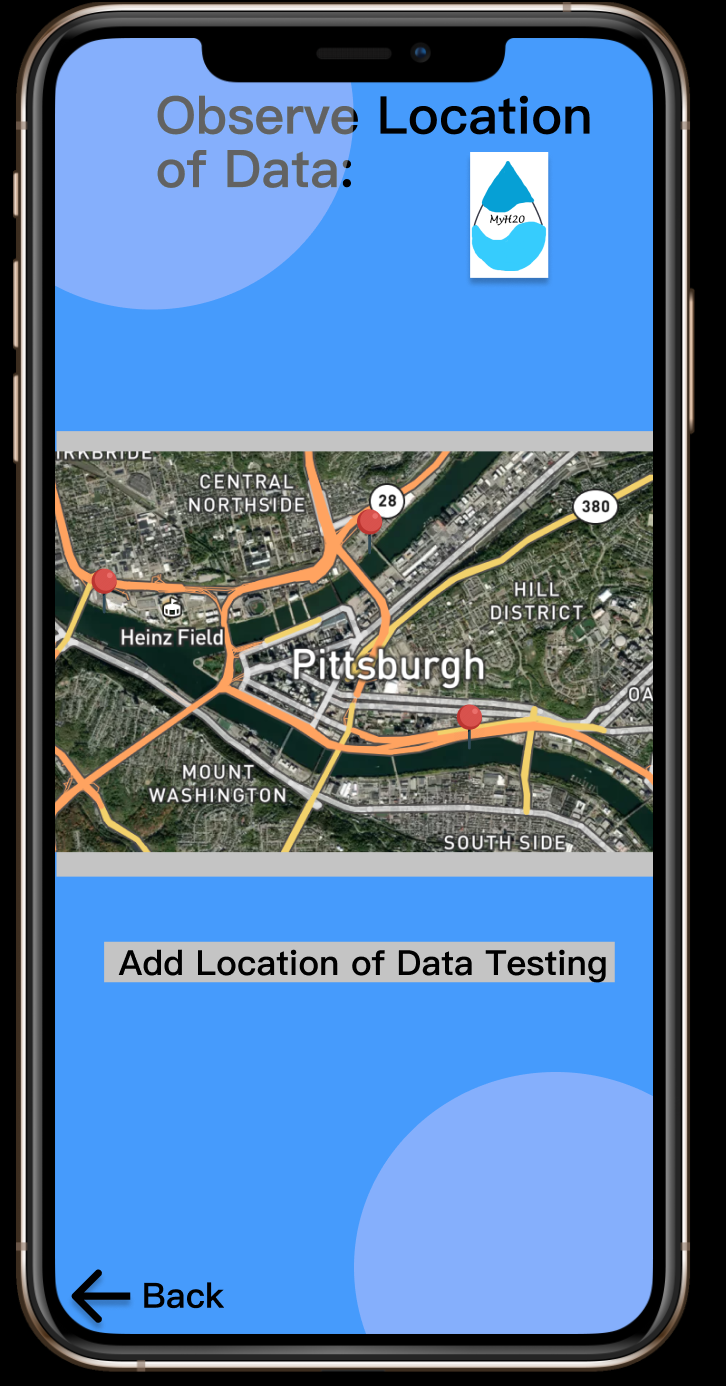 Observe Location
of Data:
MyH20
CENTRAL
NORTHSIDE
28
380
HILL
DISTRICT
Heinz Field
Pittsburgh
OA
MOUNT
WASHINGTON
SOUTH SIDE
Add Location of Data Testing
Back